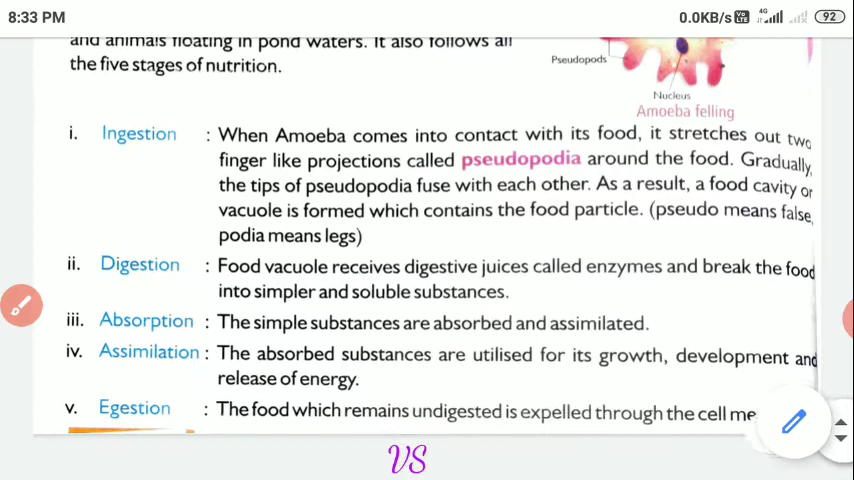 8:33 PM
0.0KB/s 4G 92
and animals floating in pond waters. It also follows all
the five stages of nutrition.
Pseudopods
Nucleus
Amoeba felling
i. Ingestion : When Amoeba comes into contact with its food, it stretches out two
finger like projections called pseudopodia around the food. Gradually,
the tips of pseudopodia fuse with each other. As a result, a food cavity or
vacuole is formed which contains the food particle. (pseudo means false,
podia means legs)
ii. Digestion : Food vacuole receives digestive juices called enzymes and break the food
into simpler and soluble substances.
iii. Absorption : The simple substances are absorbed and assimilated.
iv. Assimilation : The absorbed substances are utilised for its growth, development and
release of energy.
v. Egestion : The food which remains undigested is expelled through the cell me
VS